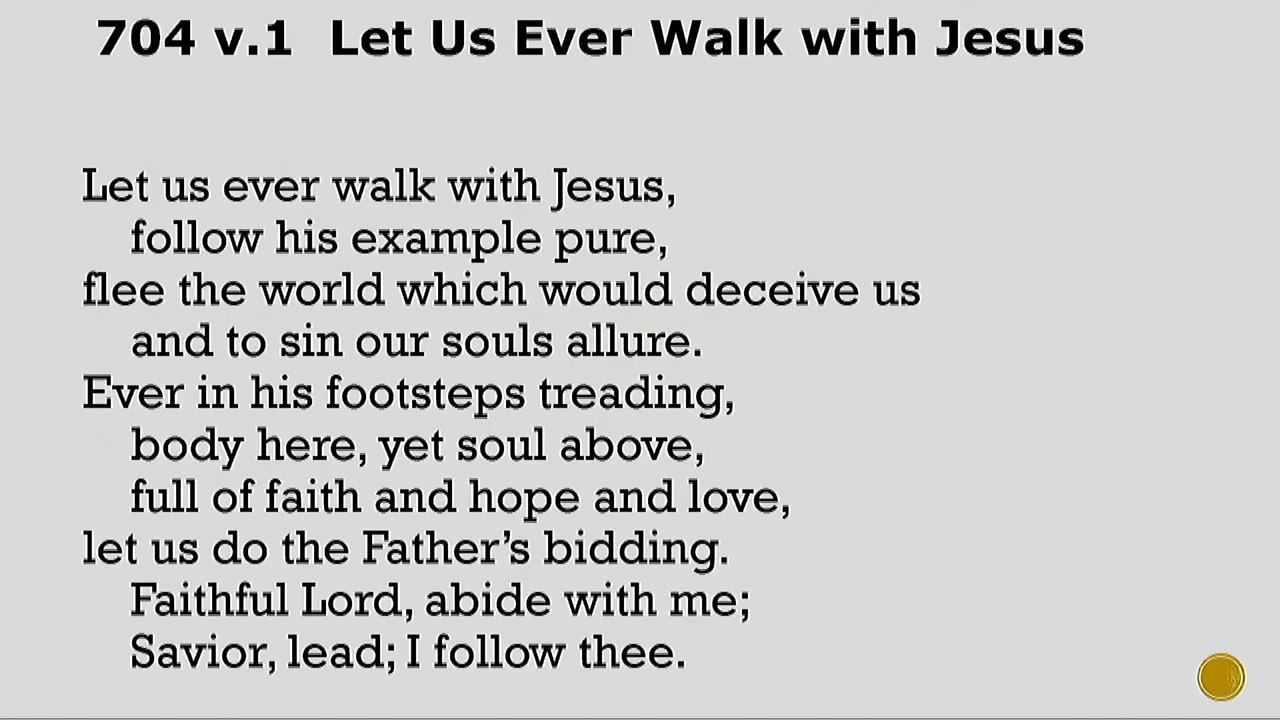 704 v.1 Let Us Ever Walk with Jesus
Let us ever walk with Jesus,
follow his example pure,
flee the world which would deceive us
and to sin our souls allure.
Ever in his footsteps treading,
body here, yet soul above,
full of faith and hope and love,
let us do the Father’s bidding.
Faithful Lord, abide with me;
Savior, lead; I follow thee.